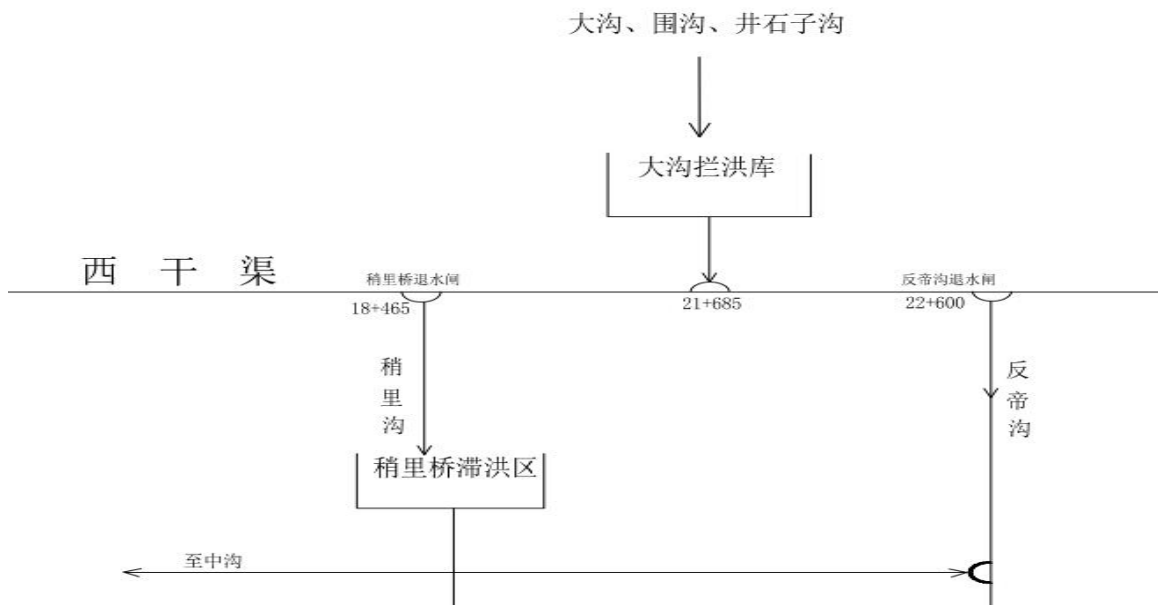 大沟、围沟、井石子沟
大沟拦洪库
西干渠
稍里桥退水闸
反帝沟退水闸
18+465
21+685
22+600
稍里沟
反帝沟
稍里桥滞洪区
至中沟